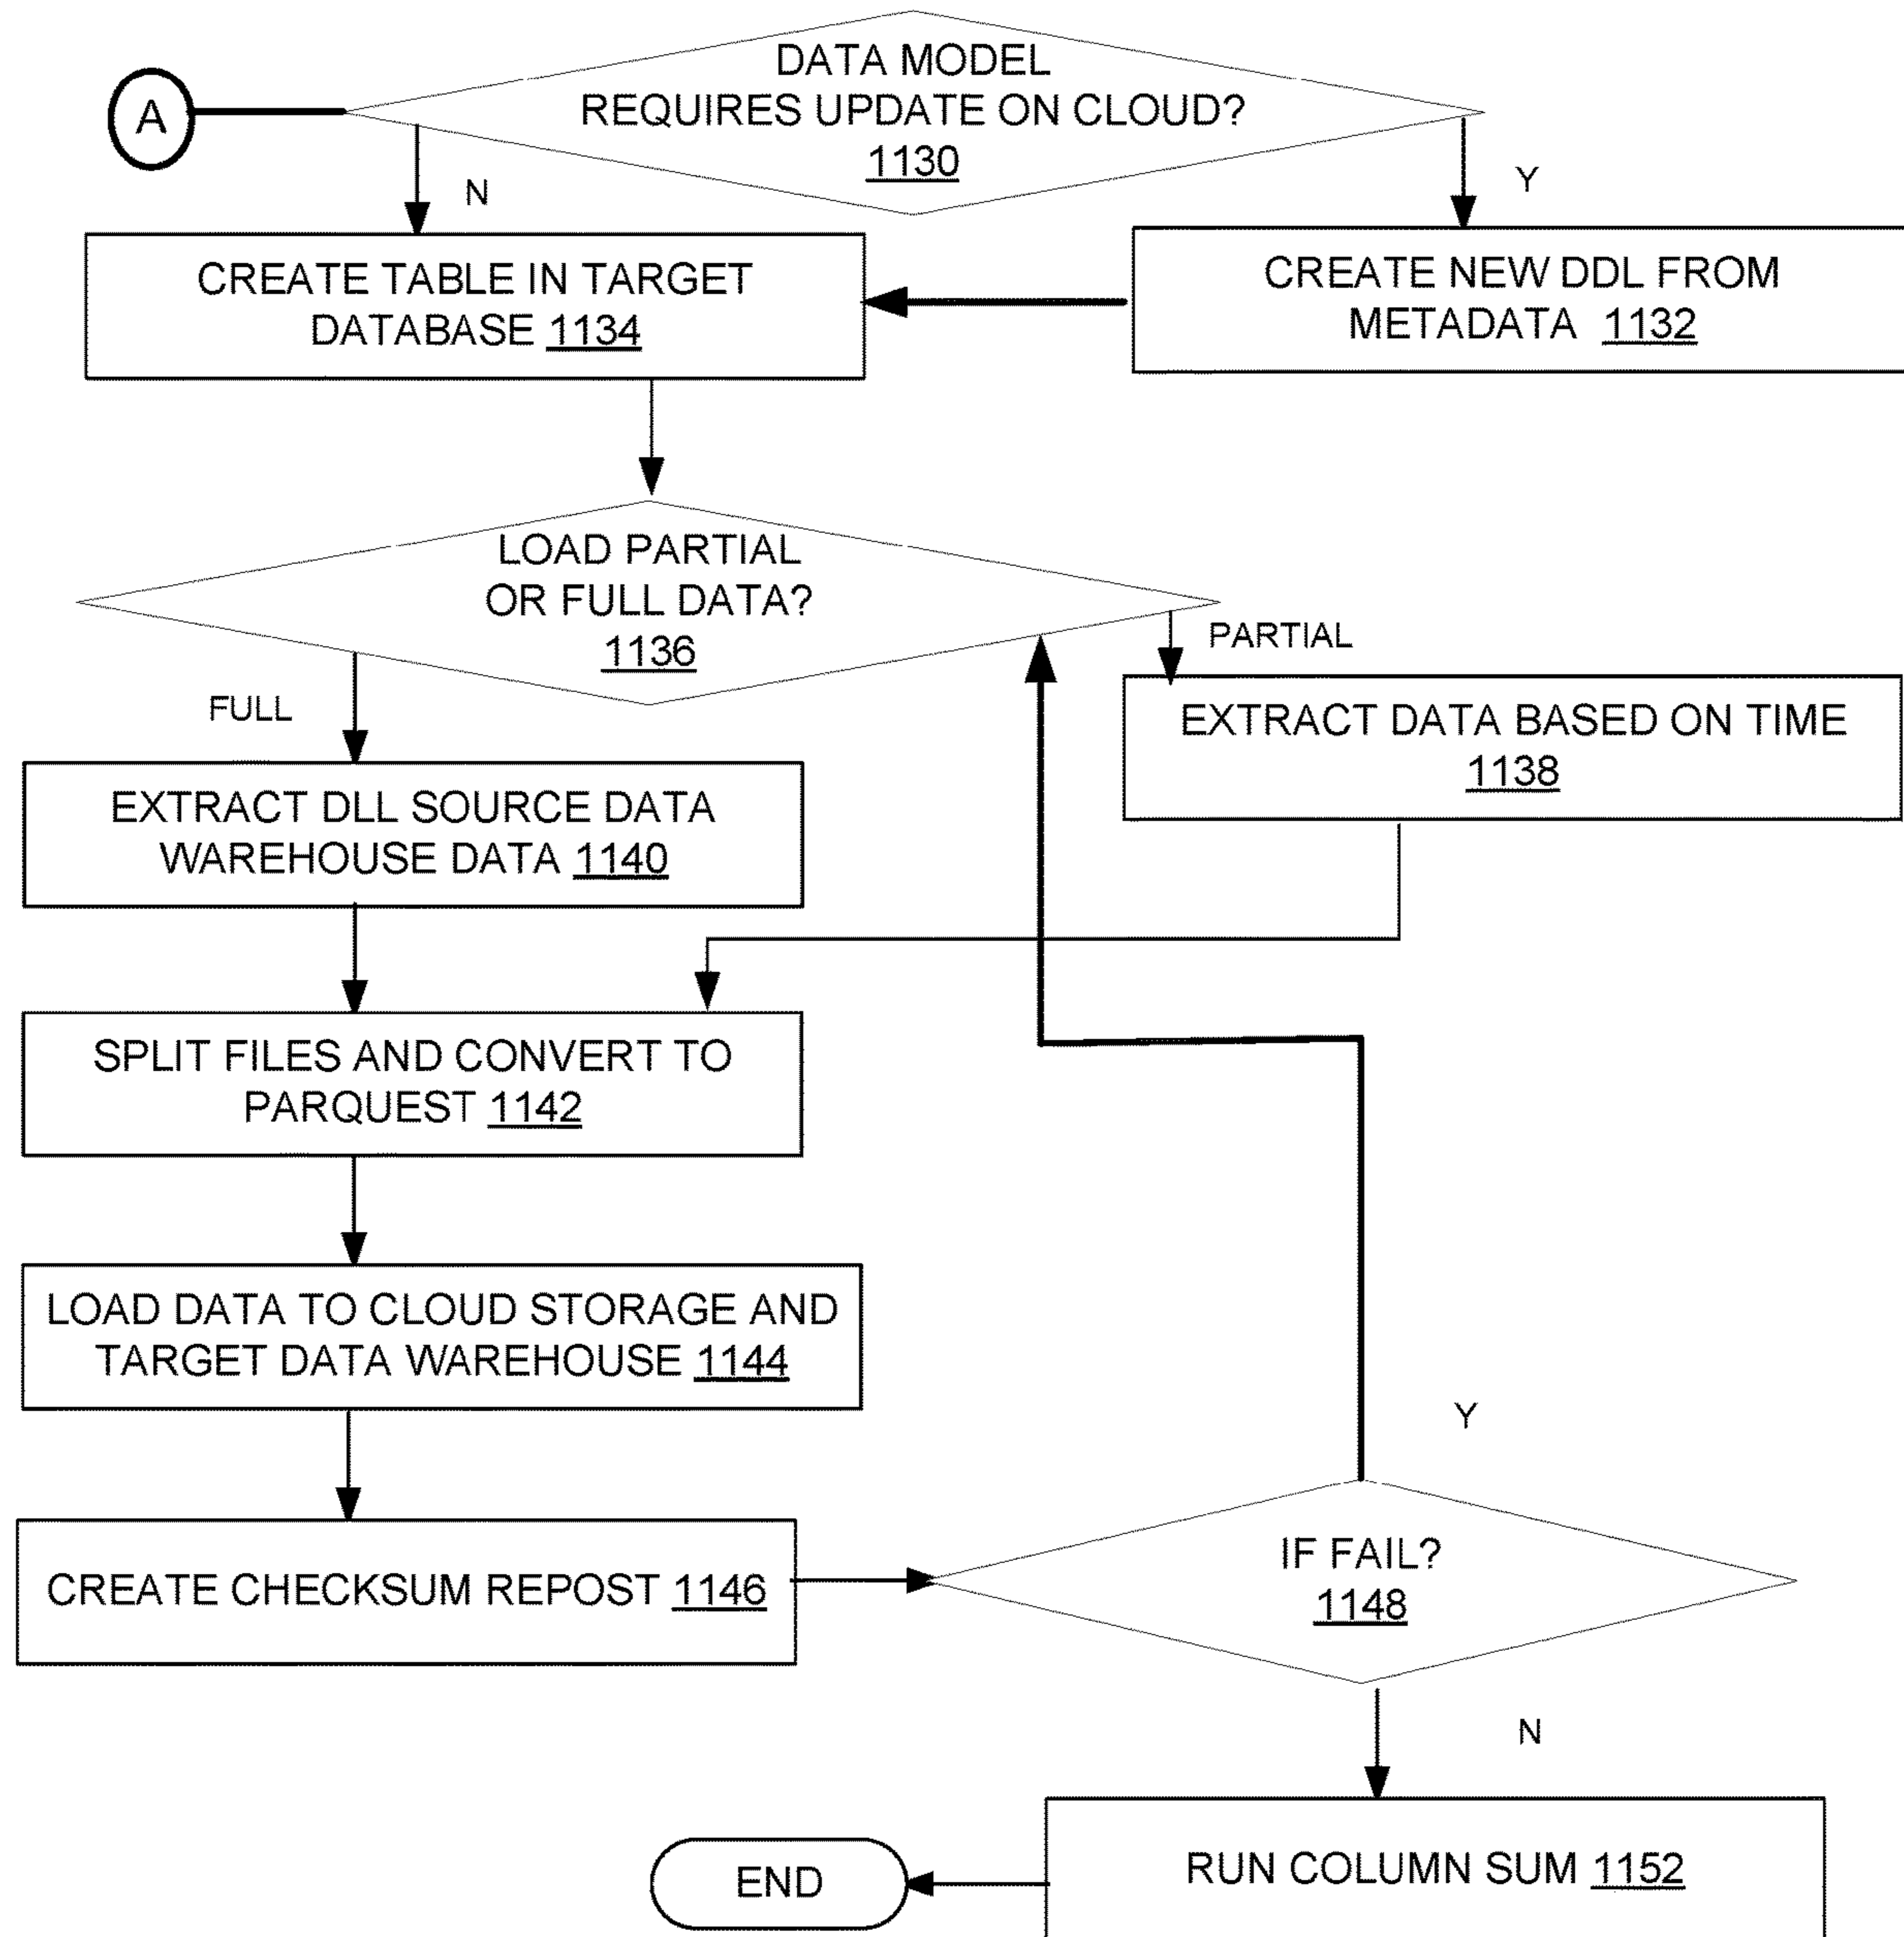 DATA MODEL
REQUIRES UPDATE ON CLOUD?
1130
A
N
Y
CREATE TABLE IN TARGET
DATABASE 1134
CREATE NEW DDL FROM
METADATA 1132
LOAD PARTIAL
OR FULL DATA?
1136
PARTIAL
FULL
EXTRACT DATA BASED ON TIME
1138
EXTRACT DLL SOURCE DATA
WAREHOUSE DATA 1140
SPLIT FILES AND CONVERT TO
PARQUEST 1142
LOAD DATA TO CLOUD STORAGE AND
TARGET DATA WAREHOUSE 1144
Y
CREATE CHECKSUM REPOST 1146
IF FAIL?
1148
N
RUN COLUMN SUM 1152
END